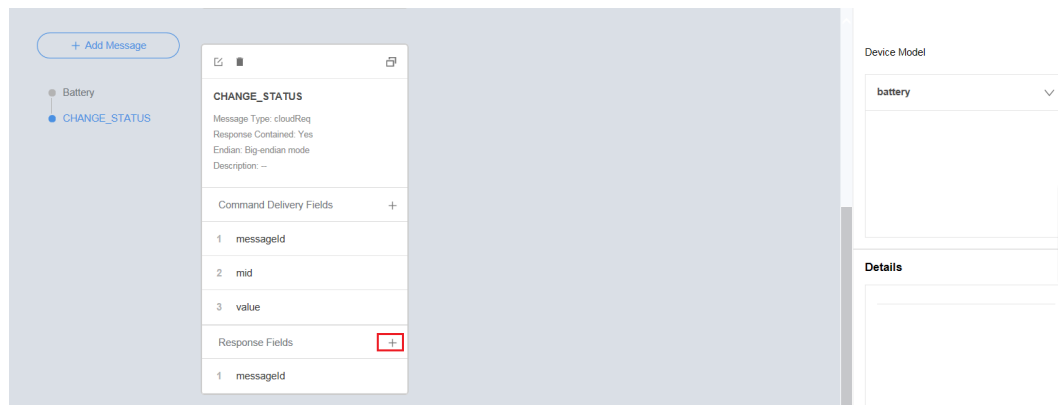 + Add Message
Battery
CHANGE_STATUS
CHANGE_STATUS
Message Type: cloudReq
Response Contained: Yes
Endian: Big-endian mode
Description: --
Command Delivery Fields +
1 messageId
2 mid
3 value
Response Fields +
1 messageId
Device Model
battery
Details